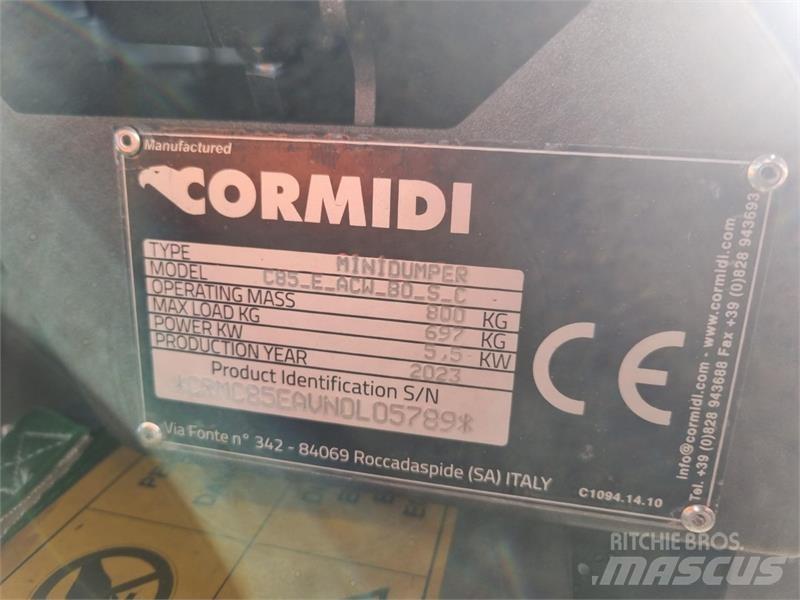 Manufactured
CORMIDI
TYPE MINIDUMPER
MODEL C85_E_ACW_BD_S_C
OPERATING MASS 800 KG
MAX LOAD KG 697 KG
POWER KW 5,5 KW
PRODUCTION YEAR 2023
Product Identification S/N
*CRMC85EAVNDL05789*
CE
Via Fonte n° 342 - 84069 Roccadaspide (SA) ITALY
C1094.14.10
info@cormidi.com - www.cormidi.com
Tel. +39 (0)828 943688 Fax +39 (0)828 943693
RITCHIE BROS.
MASCUS